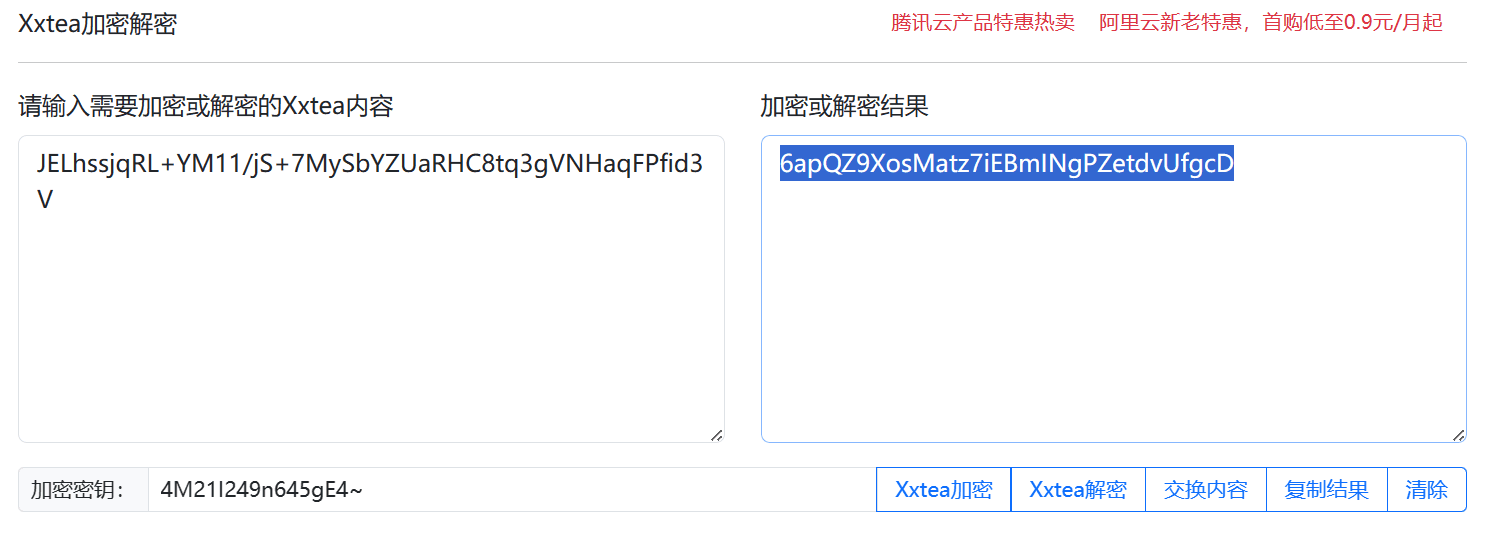 Xxtea加密解密
腾讯云产品特惠热卖 阿里云新老特惠，首购低至0.9元/月起
请输入需要加密或解密的Xxtea内容
加密或解密结果
JELhssjqRL+YM11/jS+7MySbYZUaRHC8tq3gVNHaqFPfid3
V
6apQZ9XosMatz7iEBmINgPZetdvUfgcD
加密密钥：
4M21I249n645gE4~
Xxtea加密
Xxtea解密
交换内容
复制结果
清除